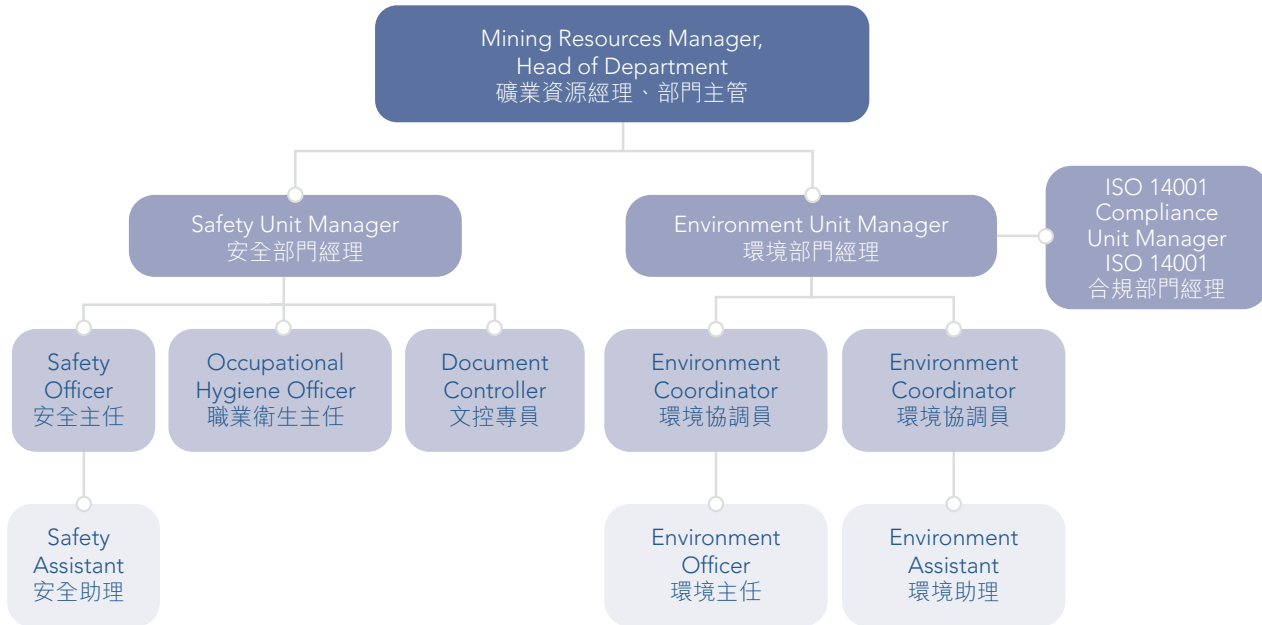 Mining Resources Manager,
Head of Department
礦業資源經理、部門主管
Safety Unit Manager
安全部門經理
Environment Unit Manager
環境部門經理
ISO 14001
Compliance
Unit Manager
ISO 14001
合規部門經理
Safety
Officer
安全主任
Occupational
Hygiene Officer
職業衛生主任
Document
Controller
文控專員
Environment
Coordinator
環境協調員
Environment
Coordinator
環境協調員
Safety
Assistant
安全助理
Environment
Officer
環境主任
Environment
Assistant
環境助理